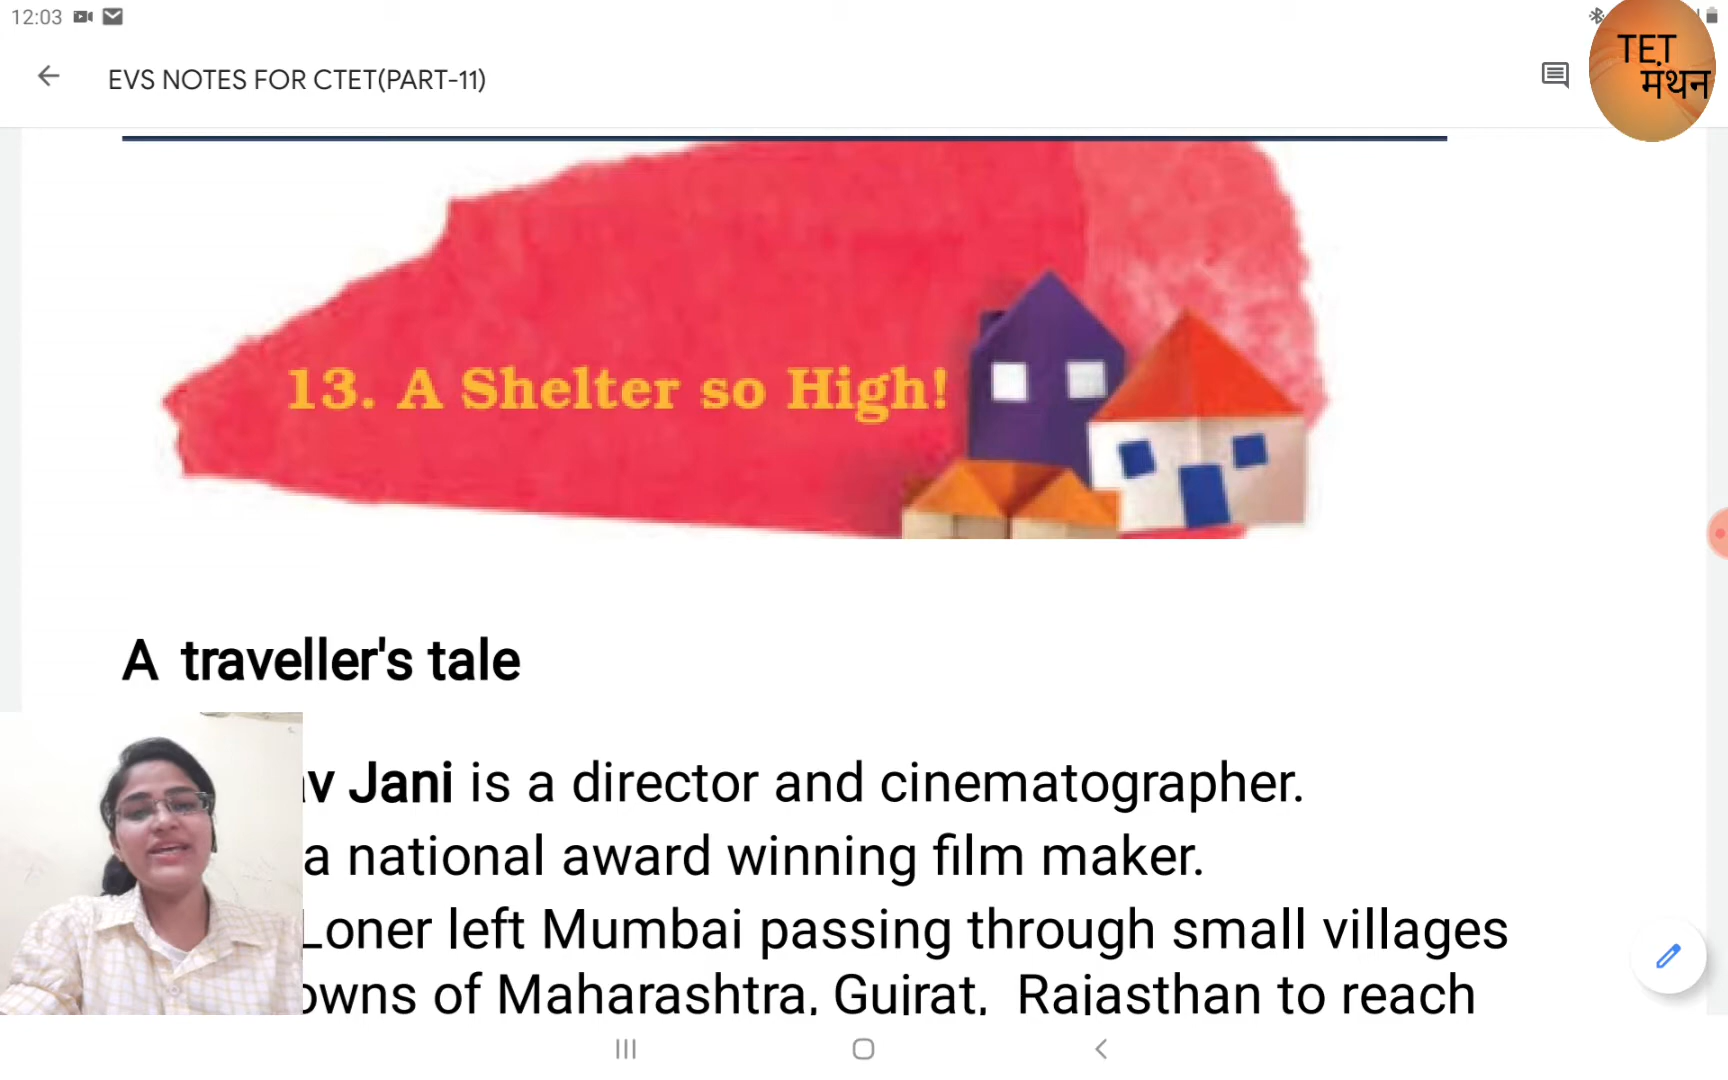 12:03
EVS NOTES FOR CTET(PART-11)
TET
मंथन
13. A Shelter so High!
A traveller's tale
v Jani is a director and cinematographer.
a national award winning film maker.
Loner left Mumbai passing through small villages
owns of Maharashtra, Gujrat, Rajasthan to reach